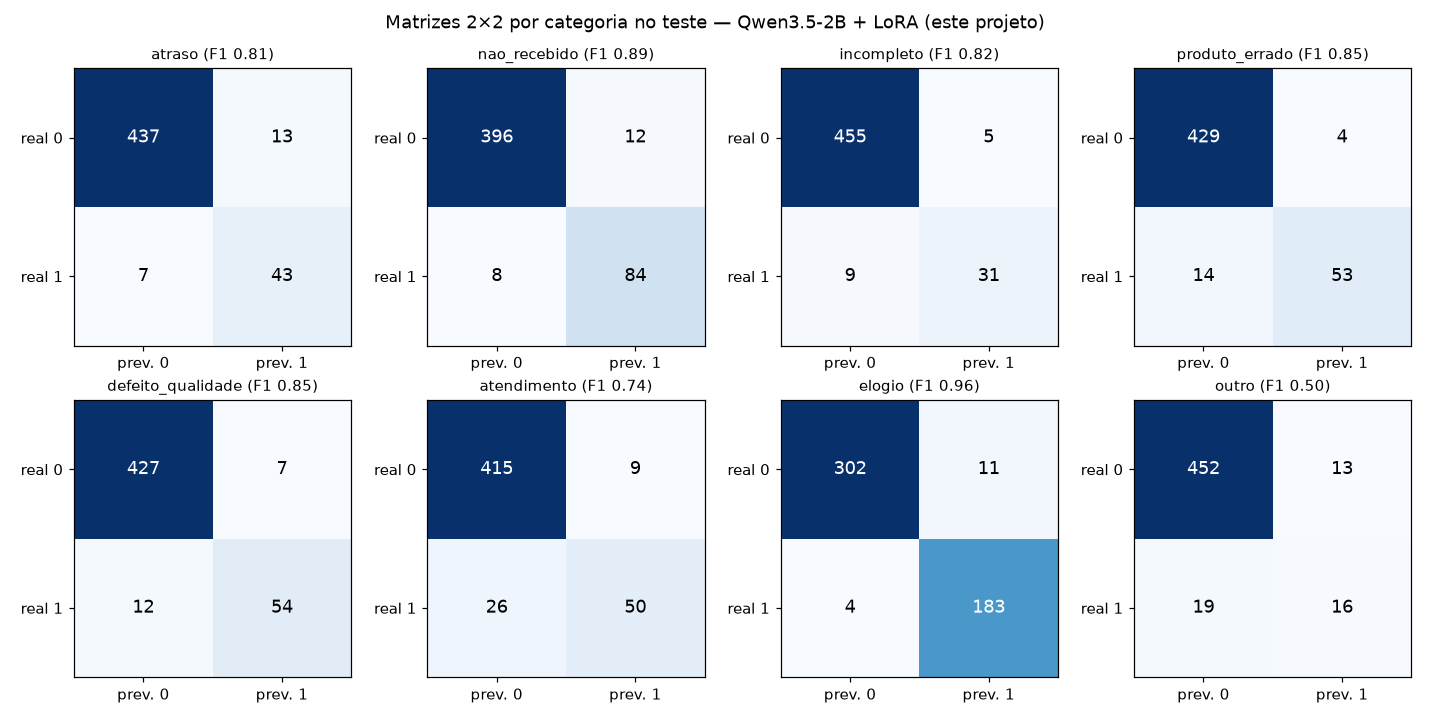 Matrizes 2×2 por categoria no teste — Qwen3.5-2B + LoRA (este projeto)
atraso (F1 0.81)
real 0 437 13
real 1 7 43
prev. 0 prev. 1
nao_recebido (F1 0.89)
real 0 396 12
real 1 8 84
prev. 0 prev. 1
incompleto (F1 0.82)
real 0 455 5
real 1 9 31
prev. 0 prev. 1
produto_errado (F1 0.85)
real 0 429 4
real 1 14 53
prev. 0 prev. 1
defeito_qualidade (F1 0.85)
real 0 427 7
real 1 12 54
prev. 0 prev. 1
atendimento (F1 0.74)
real 0 415 9
real 1 26 50
prev. 0 prev. 1
elogio (F1 0.96)
real 0 302 11
real 1 4 183
prev. 0 prev. 1
outro (F1 0.50)
real 0 452 13
real 1 19 16
prev. 0 prev. 1